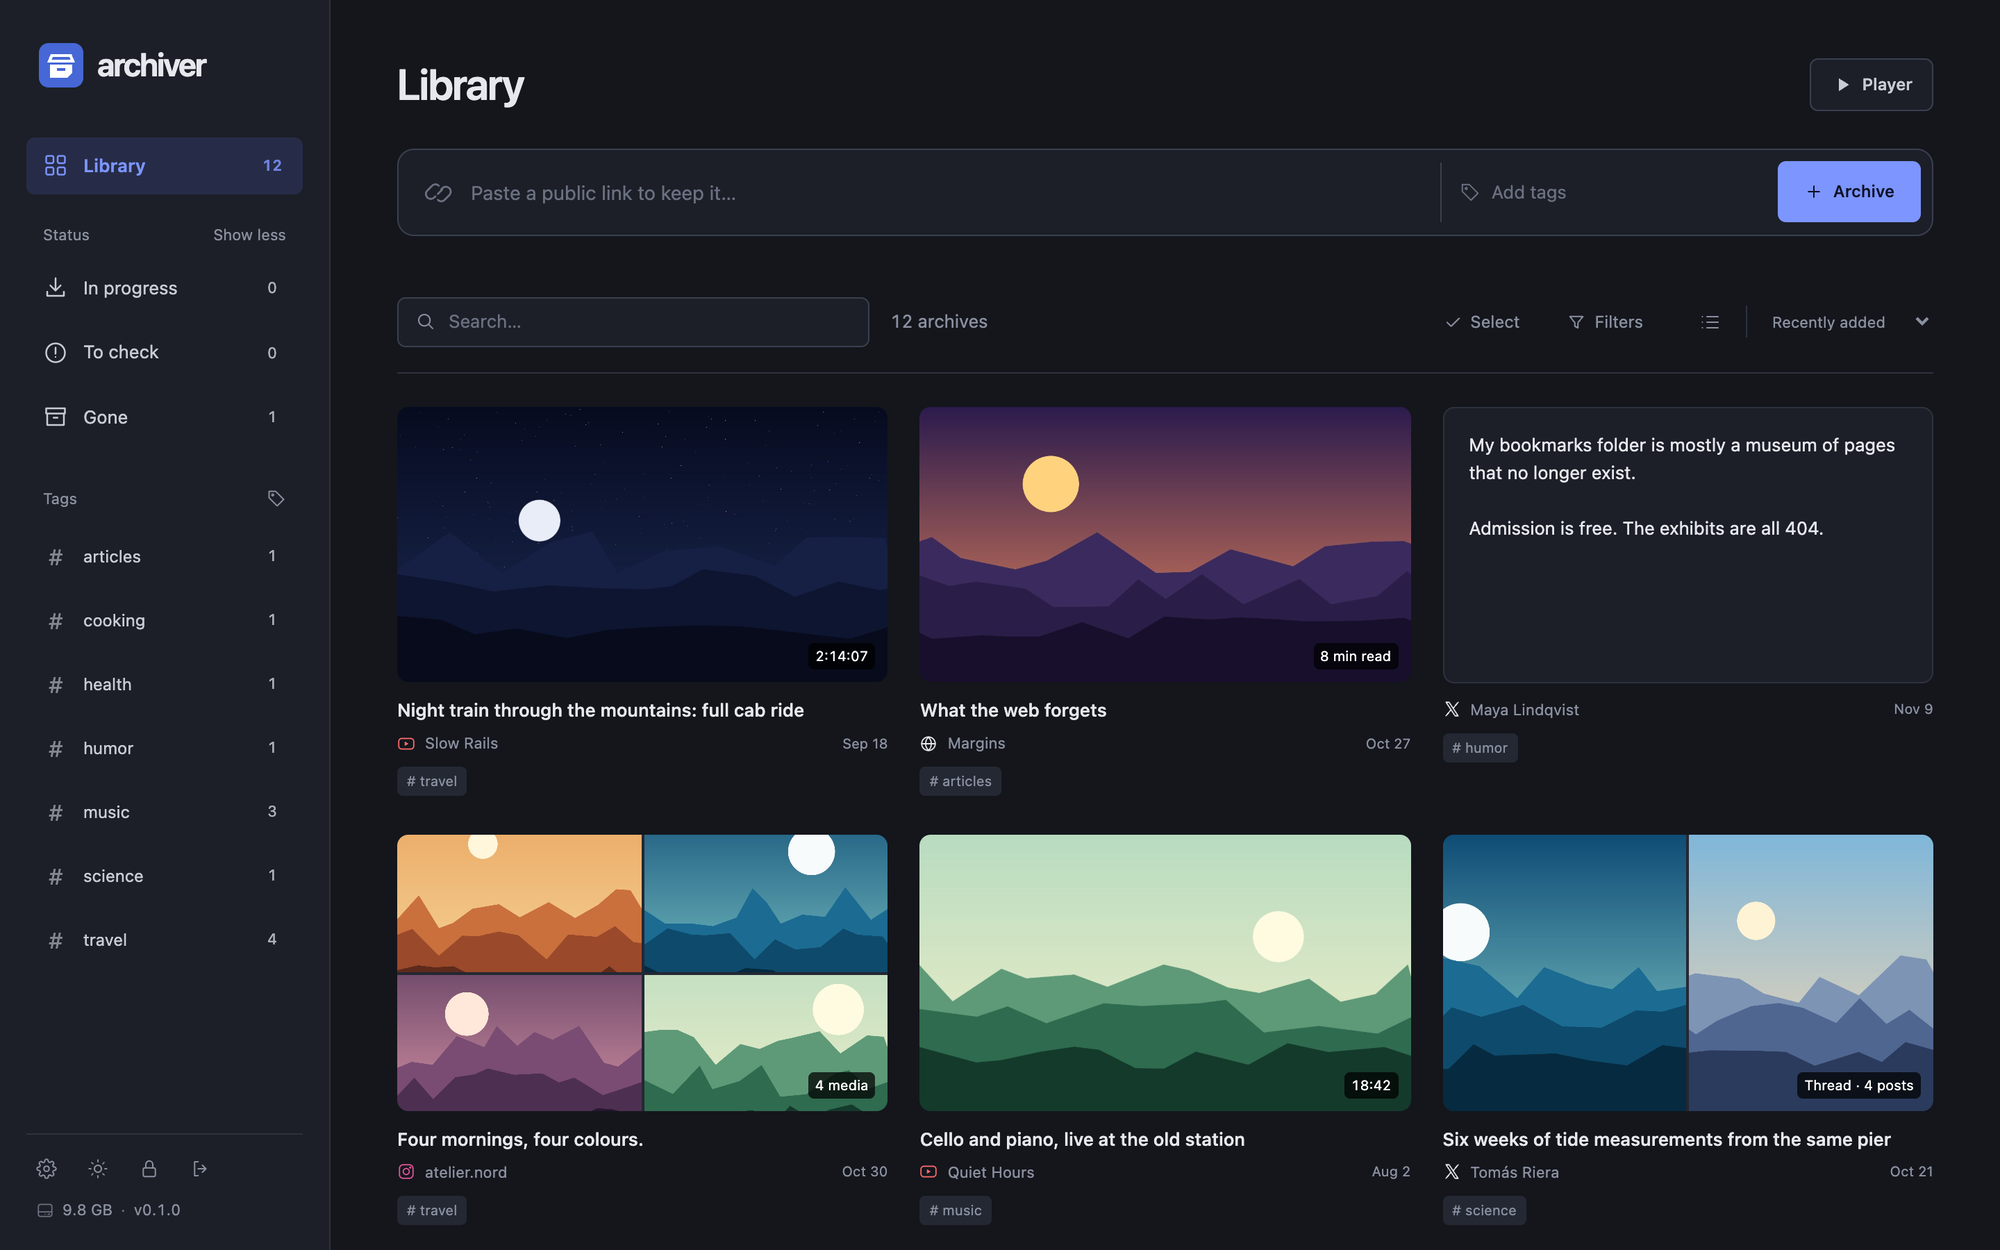 archiver
Library 12
Status Show less
In progress 0
To check 0
Gone 1
Tags
# articles 1
# cooking 1
# health 1
# humor 1
# music 3
# science 1
# travel 4
9.8 GB · v0.1.0
Library
Player
Paste a public link to keep it...
Add tags
+ Archive
Search...
12 archives
Select
Filters
Recently added
2:14:07
Night train through the mountains: full cab ride
Slow Rails Sep 18
# travel
8 min read
What the web forgets
Margins Oct 27
# articles
My bookmarks folder is mostly a museum of pages
that no longer exist.
Admission is free. The exhibits are all 404.
Maya Lindqvist Nov 9
# humor
4 media
Four mornings, four colours.
atelier.nord Oct 30
# travel
18:42
Cello and piano, live at the old station
Quiet Hours Aug 2
# music
Thread · 4 posts
Six weeks of tide measurements from the same pier
Tomás Riera Oct 21
# science